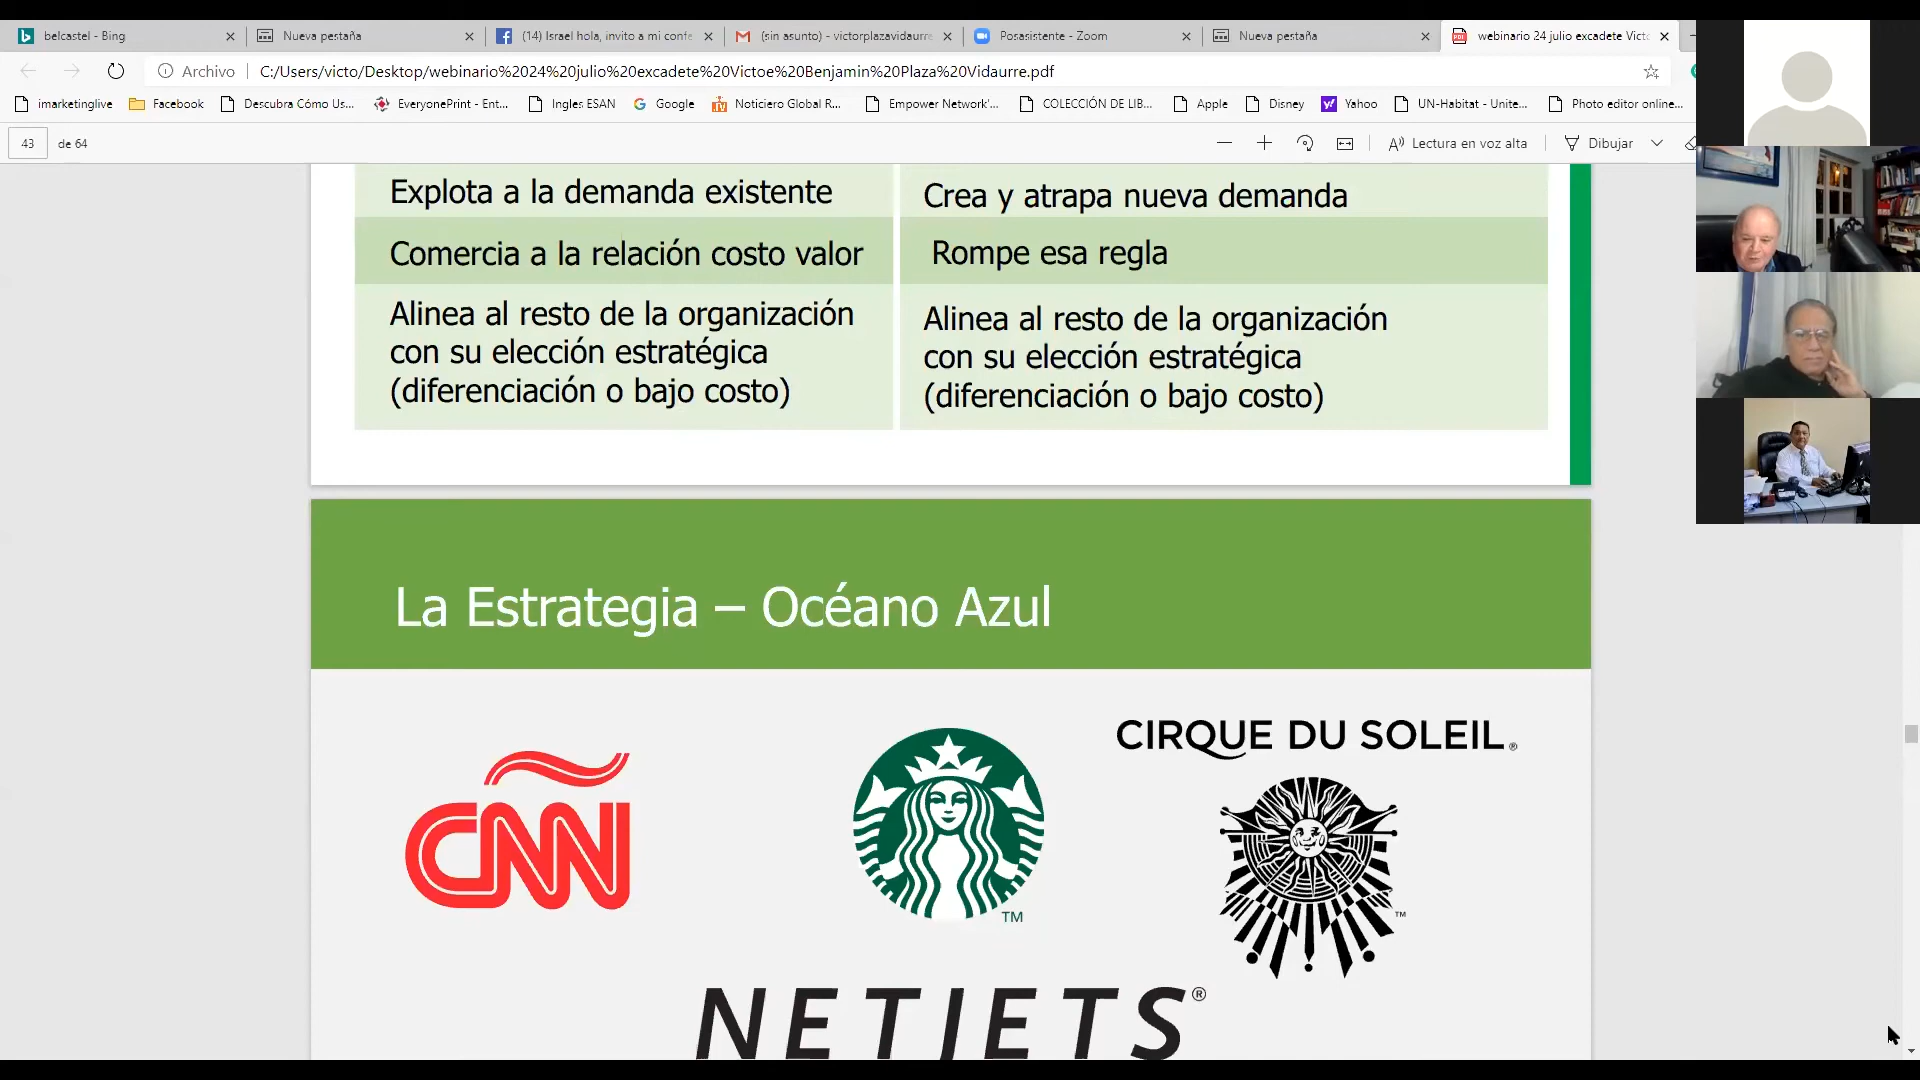 belcastel - Bing
Nueva pestaña
(14) Israel hola, invito a mi confe
(sin asunto) - victorplazavidaurre
Posasistente - Zoom
Nueva pestaña
webinario 24 julio excadete Victo
Archivo
C:/Users/victo/Desktop/webinario%2024%20julio%20excadete%20Victoe%20Benjamin%20Plaza%20Vidaurre.pdf
imarketinglive
Facebook
Descubra Cómo Us...
EveryonePrint - Ent...
Ingles ESAN
Google
Noticiero Global R...
Empower Network'...
COLECCIÓN DE LIB...
Apple
Disney
Yahoo
UN-Habitat - Unite...
Photo editor online...
43 de 64
Lectura en voz alta
Dibujar
Explota a la demanda existente
Crea y atrapa nueva demanda
Comercia a la relación costo valor
Rompe esa regla
Alinea al resto de la organización
con su elección estratégica
(diferenciación o bajo costo)
Alinea al resto de la organización
con su elección estratégica
(diferenciación o bajo costo)
La Estrategia – Océano Azul
CNN
TM
CIRQUE DU SOLEIL®
TM
NETJETS®